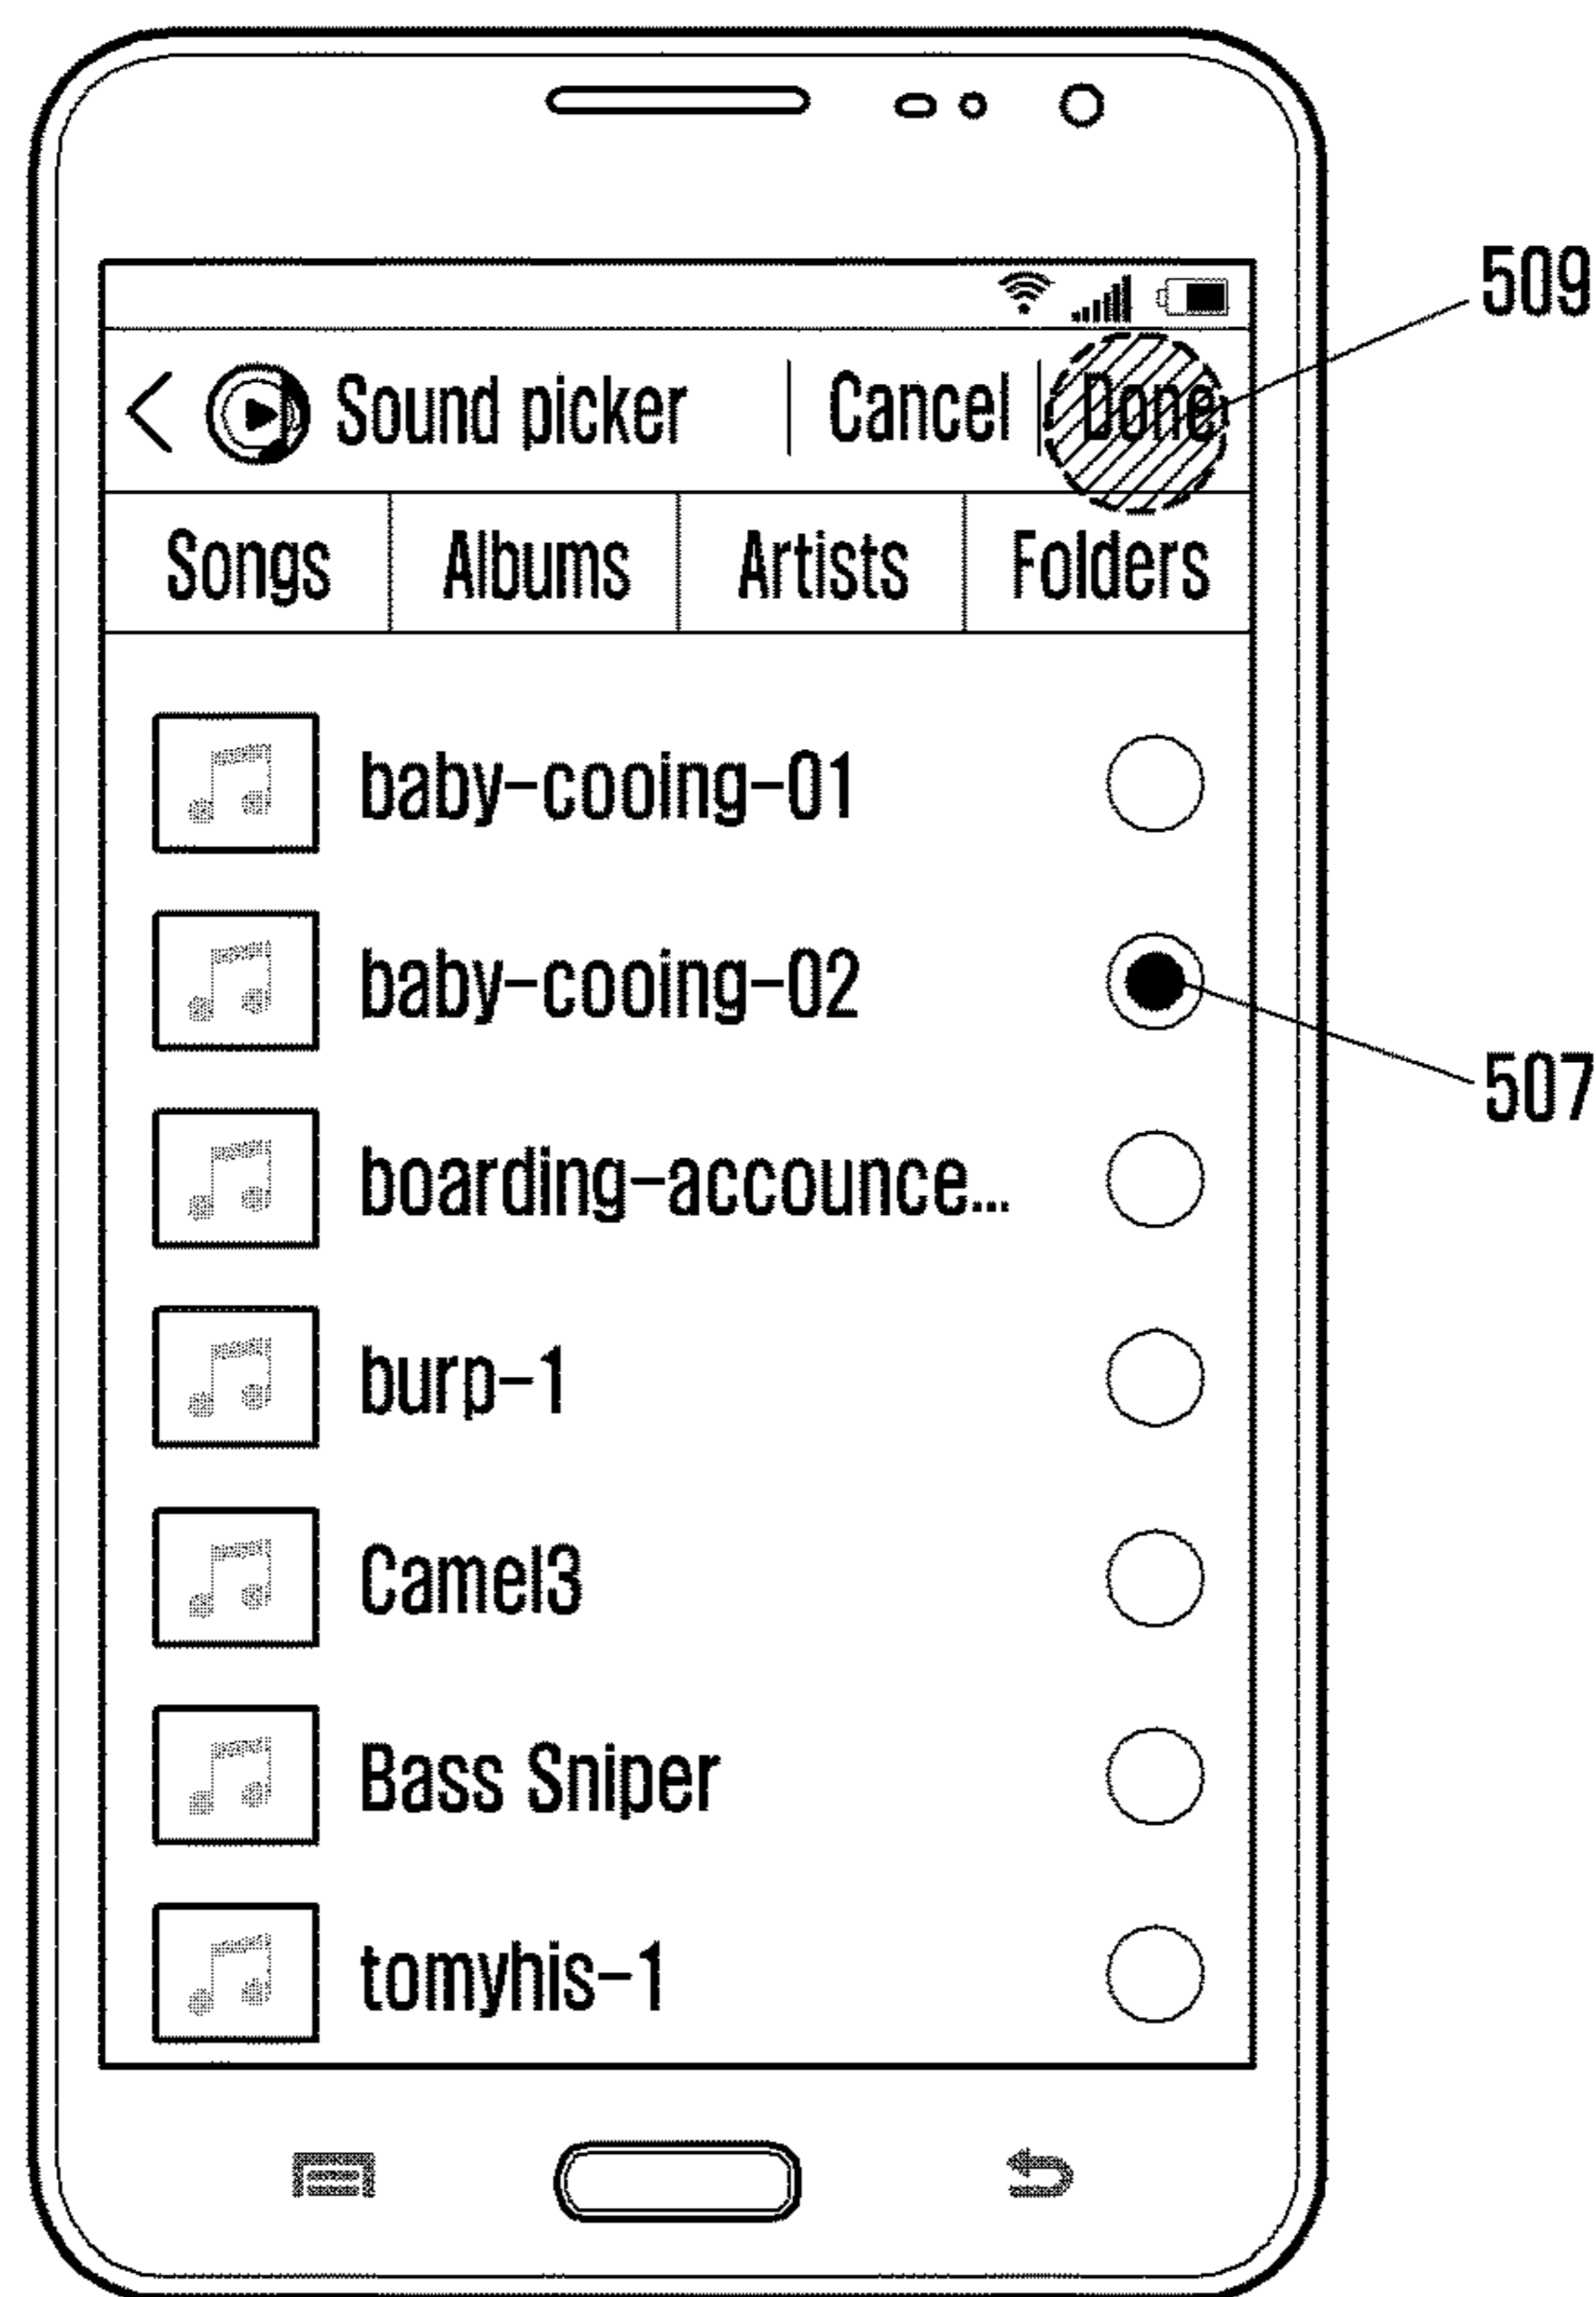 509
Sound picker Cancel Done
Songs Albums Artists Folders
baby-cooing-01
baby-cooing-02
507
boarding-accounce...
burp-1
Camel3
Bass Sniper
tomyhis-1